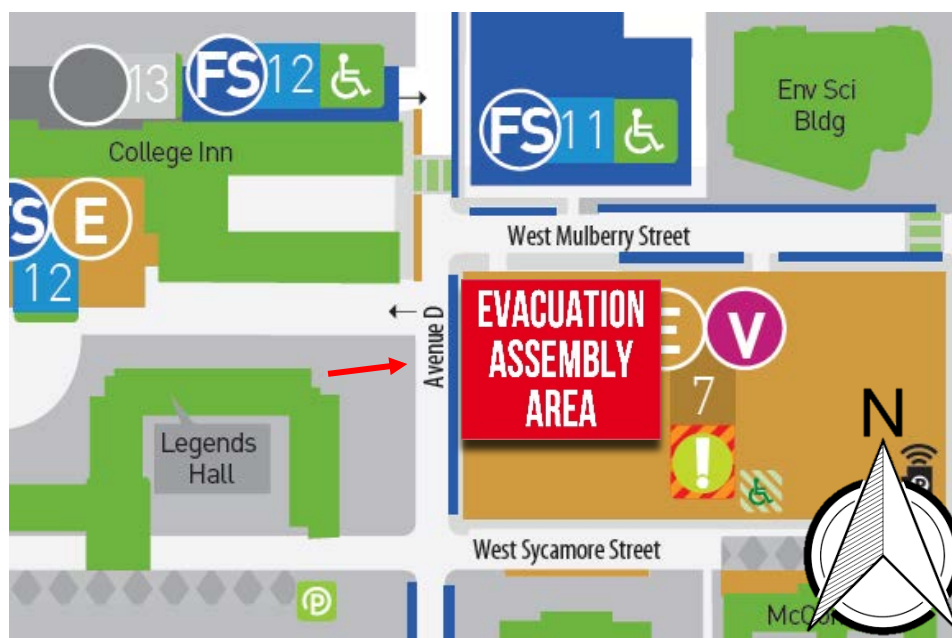 13
FS 12
FS 11
Env Sci
Bldg
College Inn
E
12
West Mulberry Street
Avenue D
EVACUATION
ASSEMBLY
AREA
E
V
7
!
Legends
Hall
N
West Sycamore Street
P